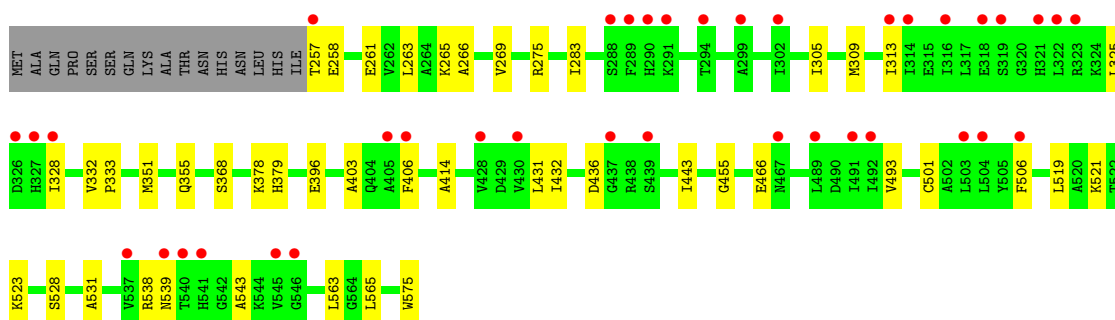 MET ALA GLN PRO SER SER GLN LYS ALA THR ASN HIS ASN LEU HIS ILE T257 E258 E261 V262 L263 A264 K265 A266 V269 R275 I283 S288 F289 H290 K291 T294 A299 I302 I305 M309 I313 I314 E315 I316 L317 E318 S319 G320 H321 L322 R323 K324 L325
D326 H327 I328 V332 P333 M351 Q355 S368 K378 H379 E396 A403 Q404 A405 F406 A414 V428 D429 V430 L431 I432 D436 G437 R438 S439 I443 G455 E466 N467 L489 D490 I491 I492 V493 C501 A502 L503 L504 Y505 F506 L519 A520 K521 T522
K523 S528 A531 V537 R538 N539 T540 H541 G542 A543 K544 V545 G546 L563 G564 L565 W575